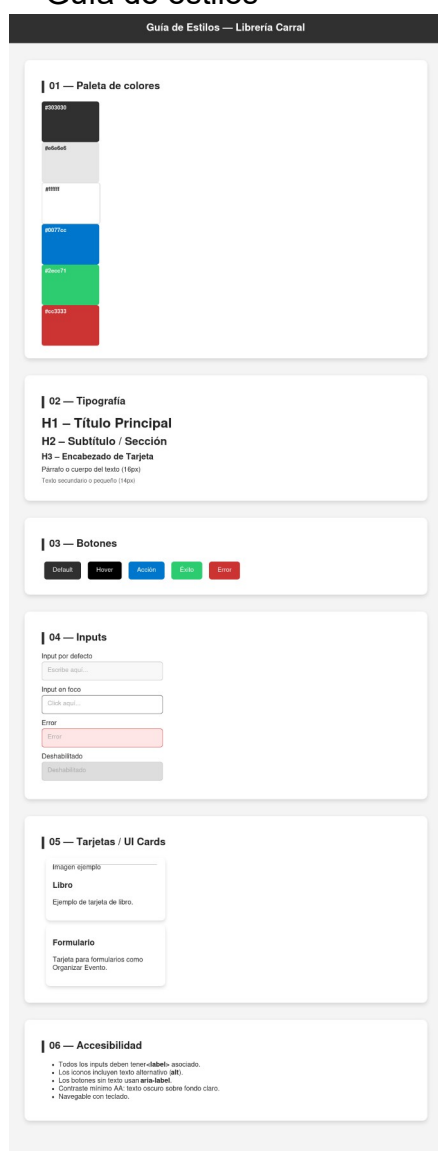 Guía de estilos
Guía de Estilos — Librería Carral
01 — Paleta de colores
#303030
#e6e6e6
#ffffff
#0077cc
#2ecc71
#cc3333
02 — Tipografía
H1 – Título Principal
H2 – Subtítulo / Sección
H3 – Encabezado de Tarjeta
Párrafo o cuerpo del texto (16px)
Texto secundario o pequeño (14px)
03 — Botones
Default Hover Acción Éxito Error
04 — Inputs
Input por defecto
Escribe aquí...
Input en foco
Click aquí...
Error
Error
Deshabilitado
Deshabilitado
05 — Tarjetas / UI Cards
Imagen ejemplo
Libro
Ejemplo de tarjeta de libro.
Formulario
Tarjeta para formularios como
Organizar Evento.
06 — Accesibilidad
• Todos los inputs deben tener<label> asociado.
• Los iconos incluyen texto alternativo (alt).
• Los botones sin texto usan aria-label.
• Contraste mínimo AA: texto oscuro sobre fondo claro.
• Navegable con teclado.